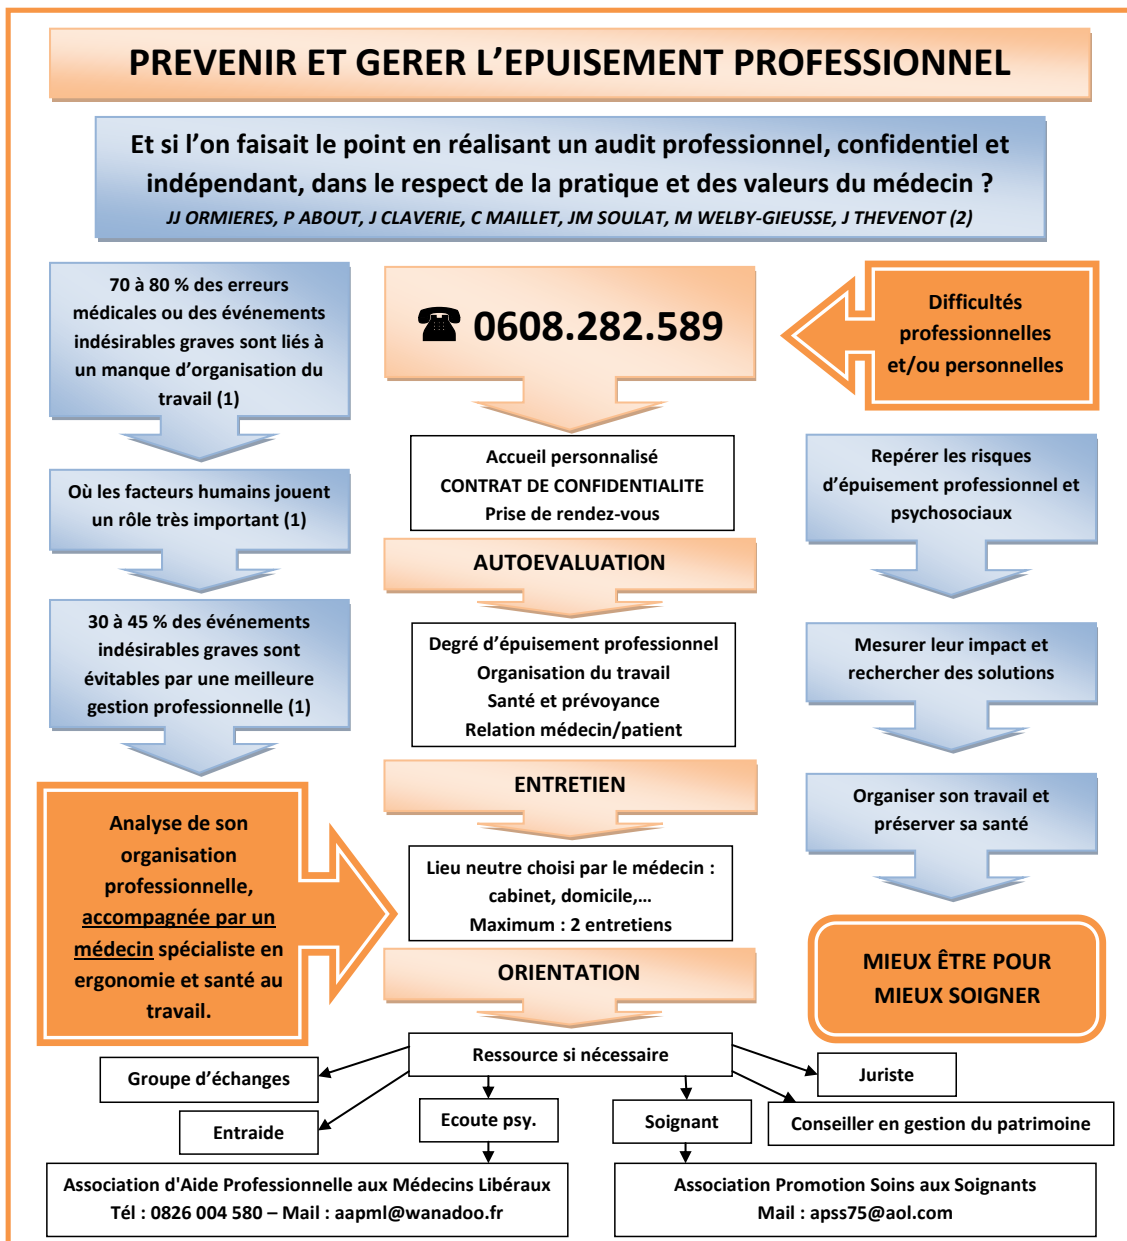 PREVENIR ET GERER L’EPUISEMENT PROFESSIONNEL
Et si l’on faisait le point en réalisant un audit professionnel, confidentiel et
indépendant, dans le respect de la pratique et des valeurs du médecin ?
JJ ORMIERES, P ABOUT, J CLAVERIE, C MAILLET, JM SOULAT, M WELBY-GIEUSSE, J THEVENOT (2)
70 à 80 % des erreurs
médicales ou des événements
indésirables graves sont liés à
un manque d’organisation du
travail (1)
Où les facteurs humains jouent
un rôle très important (1)
30 à 45 % des événements
indésirables graves sont
évitables par une meilleure
gestion professionnelle (1)
Analyse de son
organisation
professionnelle,
accompagnée par un
médecin spécialiste en
ergonomie et santé au
travail.
☎ 0608.282.589
Accueil personnalisé
CONTRAT DE CONFIDENTIALITE
Prise de rendez-vous
AUTOEVALUATION
Degré d’épuisement professionnel
Organisation du travail
Santé et prévoyance
Relation médecin/patient
ENTRETIEN
Lieu neutre choisi par le médecin :
cabinet, domicile,...
Maximum : 2 entretiens
ORIENTATION
Difficultés
professionnelles
et/ou personnelles
Repérer les risques
d’épuisement professionnel et
psychosociaux
Mesurer leur impact et
rechercher des solutions
Organiser son travail et
préserver sa santé
MIEUX ÊTRE POUR
MIEUX SOIGNER
Ressource si nécessaire
Groupe d’échanges
Juriste
Entraide
Ecoute psy.
Soignant
Conseiller en gestion du patrimoine
Association d'Aide Professionnelle aux Médecins Libéraux
Tél : 0826 004 580 – Mail : aapml@wanadoo.fr
Association Promotion Soins aux Soignants
Mail : apss75@aol.com